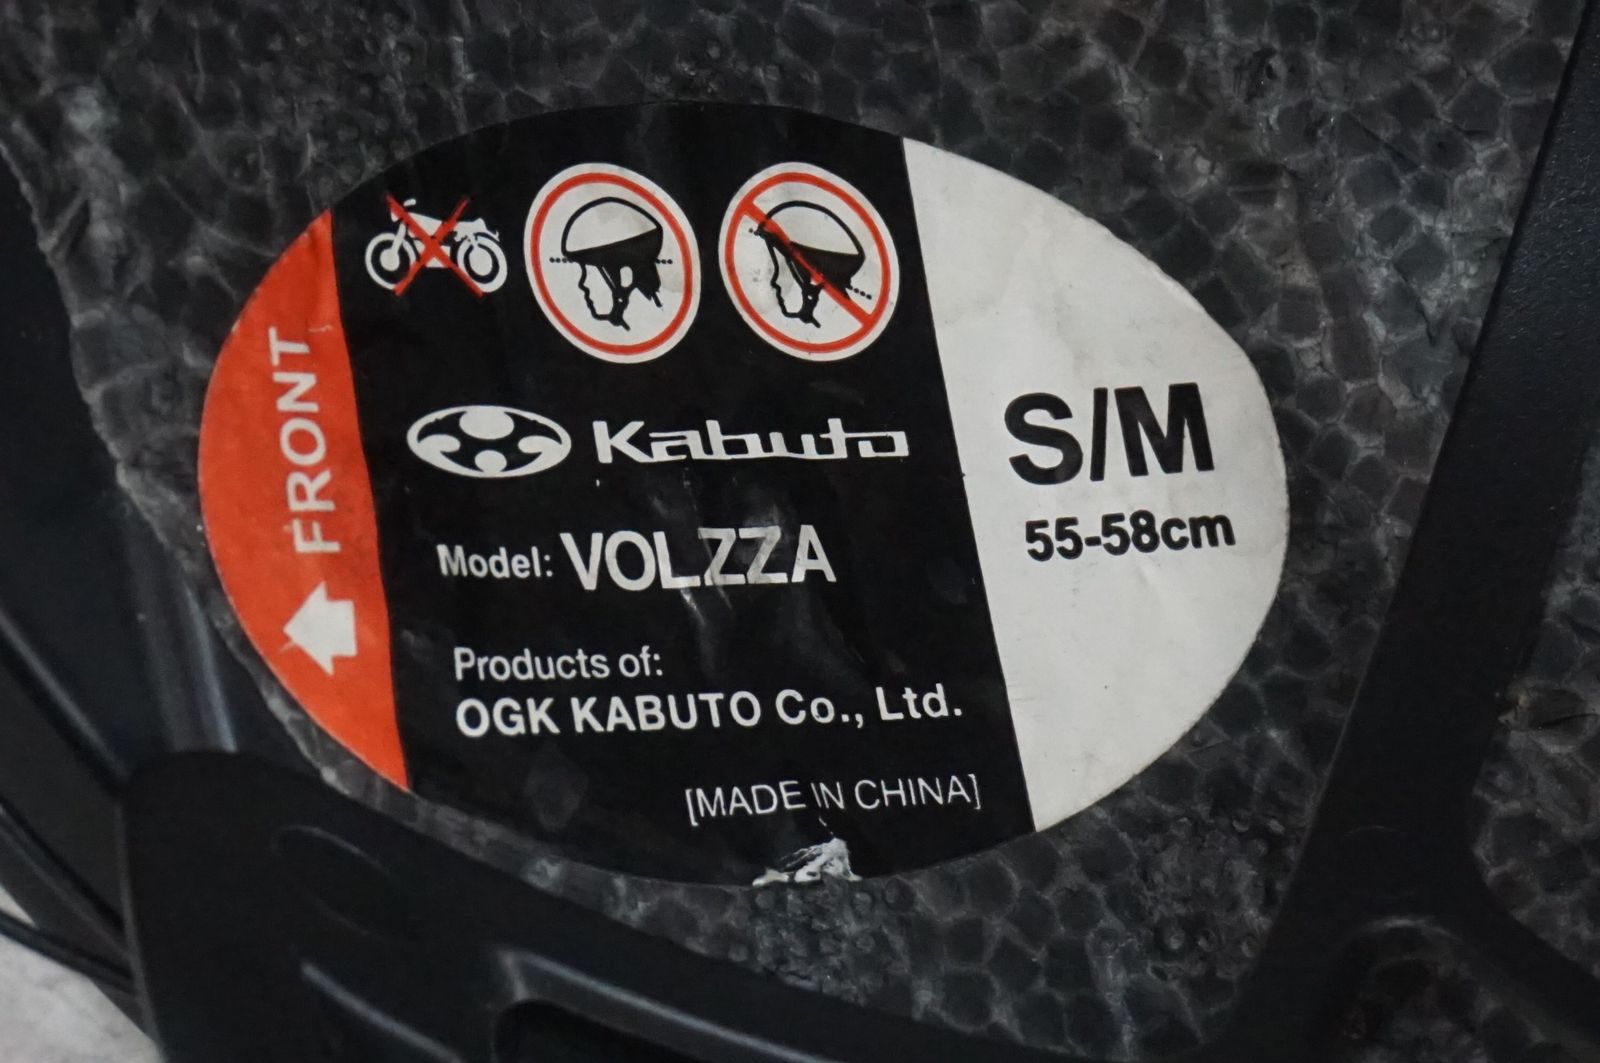 FRONT
Kabuto
Model: VOLZZA
Products of:
OGK KABUTO Co., Ltd.
[MADE IN CHINA]
S/M
55-58cm